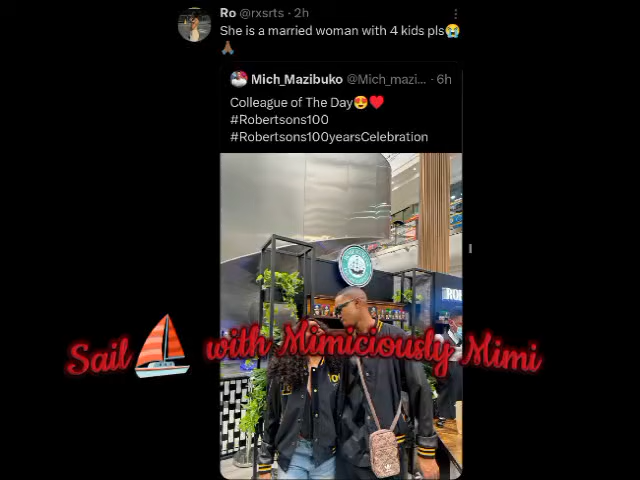 Ro @rxsrts · 2h
She is a married woman with 4 kids pls😭
🙏🏾
Mich_Mazibuko @Mich_mazi... · 6h
Colleague of The Day😍♥️
#Robertsons100
#Robertsons100yearsCelebration
Sail ⛵ with Mimiciously Mimi